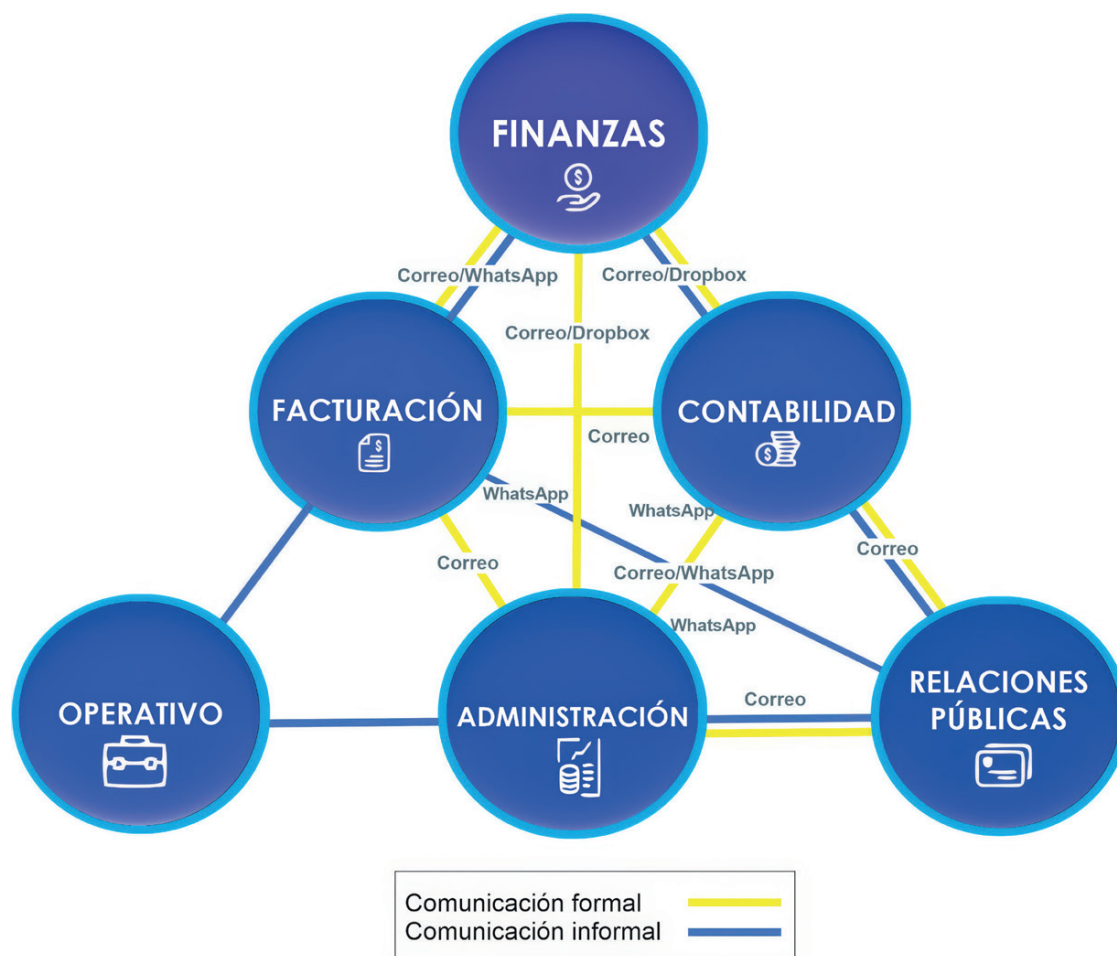 FINANZAS
Correo/WhatsApp
Correo/Dropbox
Correo/Dropbox
FACTURACIÓN
CONTABILIDAD
Correo
WhatsApp
WhatsApp
Correo
Correo
Correo/WhatsApp
WhatsApp
OPERATIVO
ADMINISTRACIÓN
Correo
RELACIONES
PÚBLICAS
Comunicación formal
Comunicación informal